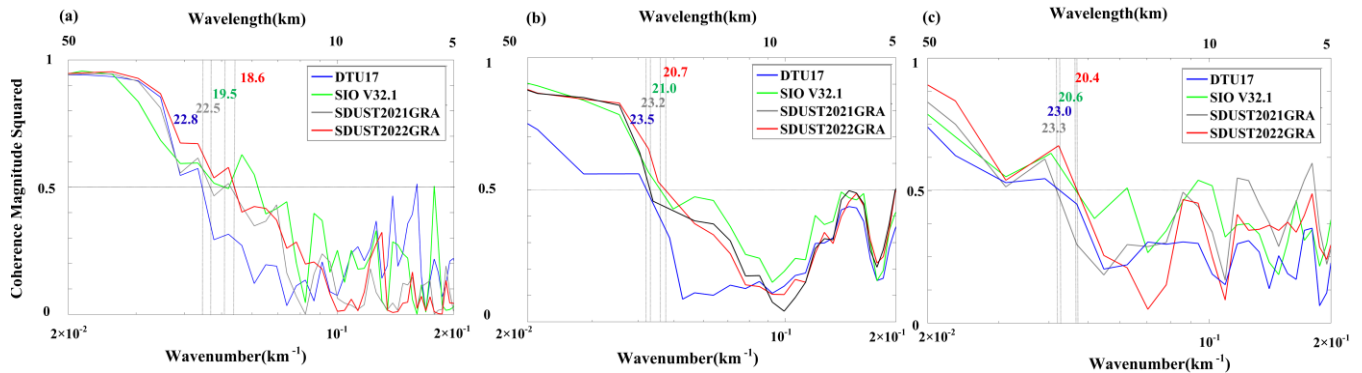 (a)
Wavelength(km)
50
10
5
1
DTU17
SIO V32.1
SDUST2021GRA
SDUST2022GRA
18.6
19.5
22.5
22.8
Coherence Magnitude Squared
0.5
0
2×10⁻²
10⁻¹
2×10⁻¹
Wavenumber(km⁻¹)
(b)
Wavelength(km)
50
10
5
1
DTU17
SIO V32.1
SDUST2021GRA
SDUST2022GRA
20.7
21.0
23.2
23.5
0.5
0
2×10⁻²
10⁻¹
2×10⁻¹
Wavenumber(km⁻¹)
(c)
Wavelength(km)
50
10
5
1
DTU17
SIO V32.1
SDUST2021GRA
SDUST2022GRA
20.4
20.6
23.0
23.3
0.5
0
2×10⁻²
10⁻¹
2×10⁻¹
Wavenumber(km⁻¹)